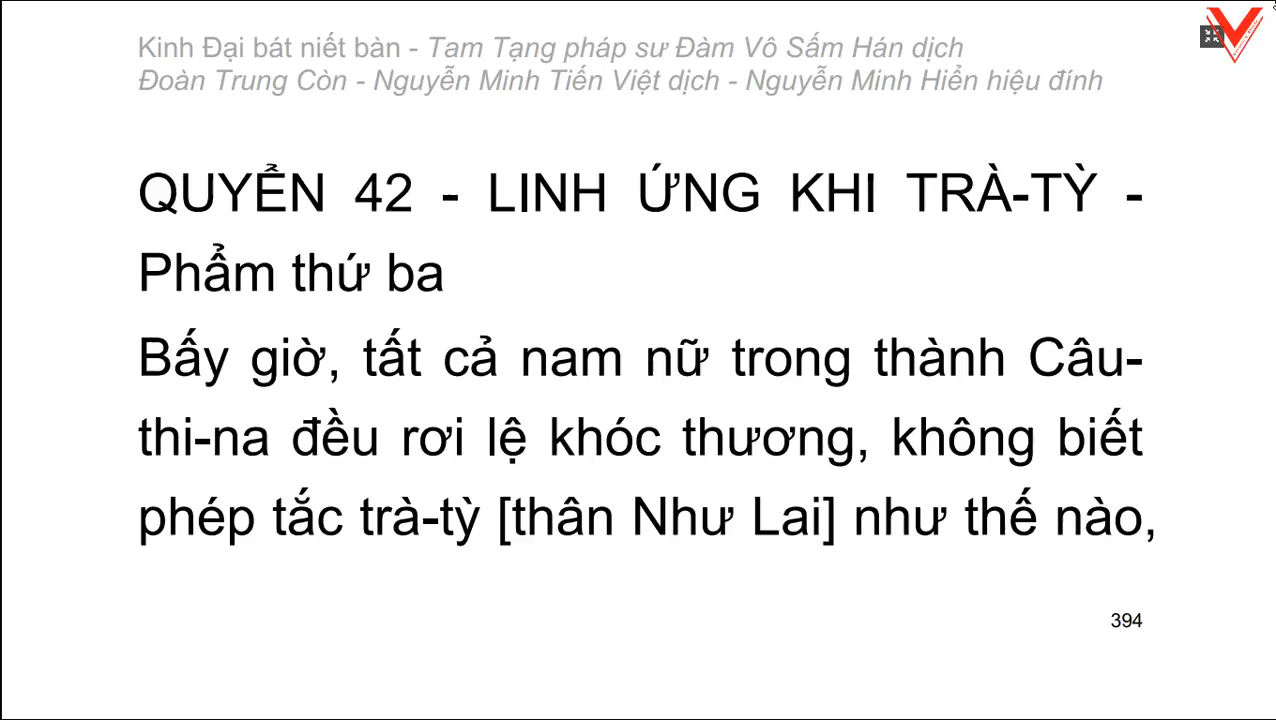 Kinh Đại bát niết bàn - Tam Tạng pháp sư Đàm Vô Sấm Hán dịch
Đoàn Trung Còn - Nguyễn Minh Tiến Việt dịch - Nguyễn Minh Hiển hiệu đính
QUYỂN 42 - LINH ỨNG KHI TRÀ-TỲ -
Phẩm thứ ba
Bấy giờ, tất cả nam nữ trong thành Câu-
thi-na đều rơi lệ khóc thương, không biết
phép tắc trà-tỳ [thân Như Lai] như thế nào,
394